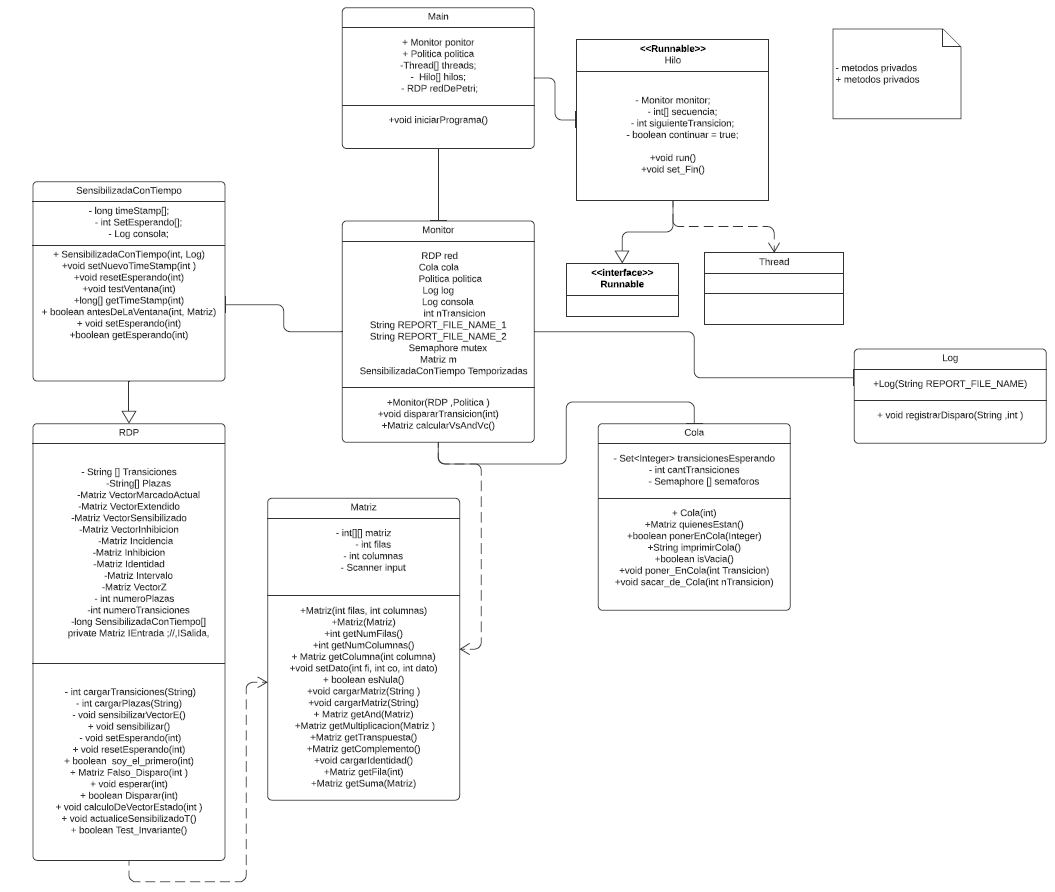 Main
+ Monitor ponitor
+ Politica politica
-Thread[] threads;
- Hilo[] hilos;
- RDP redDePetri;
+void iniciarPrograma()
<<Runnable>>
Hilo
- Monitor monitor;
- int[] secuencia;
- int siguienteTransicion;
- boolean continuar = true;
+void run()
+void set_Fin()
- metodos privados
+ metodos privados
SensibilizadaConTiempo
- long timeStamp[];
- int SetEsperando[];
- Log consola;
+ SensibilizadaConTiempo(int, Log)
+void setNuevoTimeStamp(int )
+void resetEsperando(int)
+void testVentana(int)
+long[] getTimeStamp(int)
+ boolean antesDeLaVentana(int, Matriz)
+ void setEsperando(int)
+boolean getEsperando(int)
Monitor
RDP red
Cola cola
Politica politica
Log log
Log consola
int nTransicion
String REPORT_FILE_NAME_1
String REPORT_FILE_NAME_2
Semaphore mutex
Matriz m
SensibilizadaConTiempo Temporizadas
+Monitor(RDP ,Politica )
+void dispararTransicion(int)
+Matriz calcularVsAndVc()
<<interface>>
Runnable
Thread
Log
+Log(String REPORT_FILE_NAME)
+ void registrarDisparo(String ,int )
RDP
- String [] Transiciones
-String[] Plazas
-Matriz VectorMarcadoActual
-Matriz VectorExtendido
-Matriz VectorSensibilizado
-Matriz VectorInhibicion
-Matriz Incidencia
-Matriz Inhibicion
-Matriz Identidad
-Matriz Intervalo
-Matriz VectorZ
- int numeroPlazas
-int numeroTransiciones
-long SensibilizadaConTiempo[]
private Matriz IEntrada ;//,ISalida,
- int cargarTransiciones(String)
- int cargarPlazas(String)
- void sensibilizarVectorE()
+ void sensibilizar()
- void setEsperando(int)
+ void resetEsperando(int)
+ boolean soy_el_primero(int)
+ Matriz Falso_Disparo(int )
+ void esperar(int)
+ boolean Disparar(int)
+ void calculoDeVectorEstado(int )
+ void actualiceSensibilizadoT()
+ boolean Test_Invariante()
Matriz
- int[][] matriz
- int filas
- int columnas
- Scanner input
+Matriz(int filas, int columnas)
+Matriz(Matriz)
+int getNumFilas()
+int getNumColumnas()
+ Matriz getColumna(int columna)
+void setDato(int fi, int co, int dato)
+ boolean esNula()
+void cargarMatriz(String )
+void cargarMatriz(String)
+ Matriz getAnd(Matriz)
+Matriz getMultiplicacion(Matriz )
+Matriz getTranspuesta()
+Matriz getComplemento()
+void cargarIdentidad()
+Matriz getFila(int)
+Matriz getSuma(Matriz)
Cola
- Set<Integer> transicionesEsperando
- int cantTransiciones
- Semaphore [] semaforos
+ Cola(int)
+Matriz quienesEstan()
+boolean ponerEnCola(Integer)
+String imprimirCola()
+boolean isVacia()
+void poner_EnCola(int Transicion)
+void sacar_de_Cola(int nTransicion)